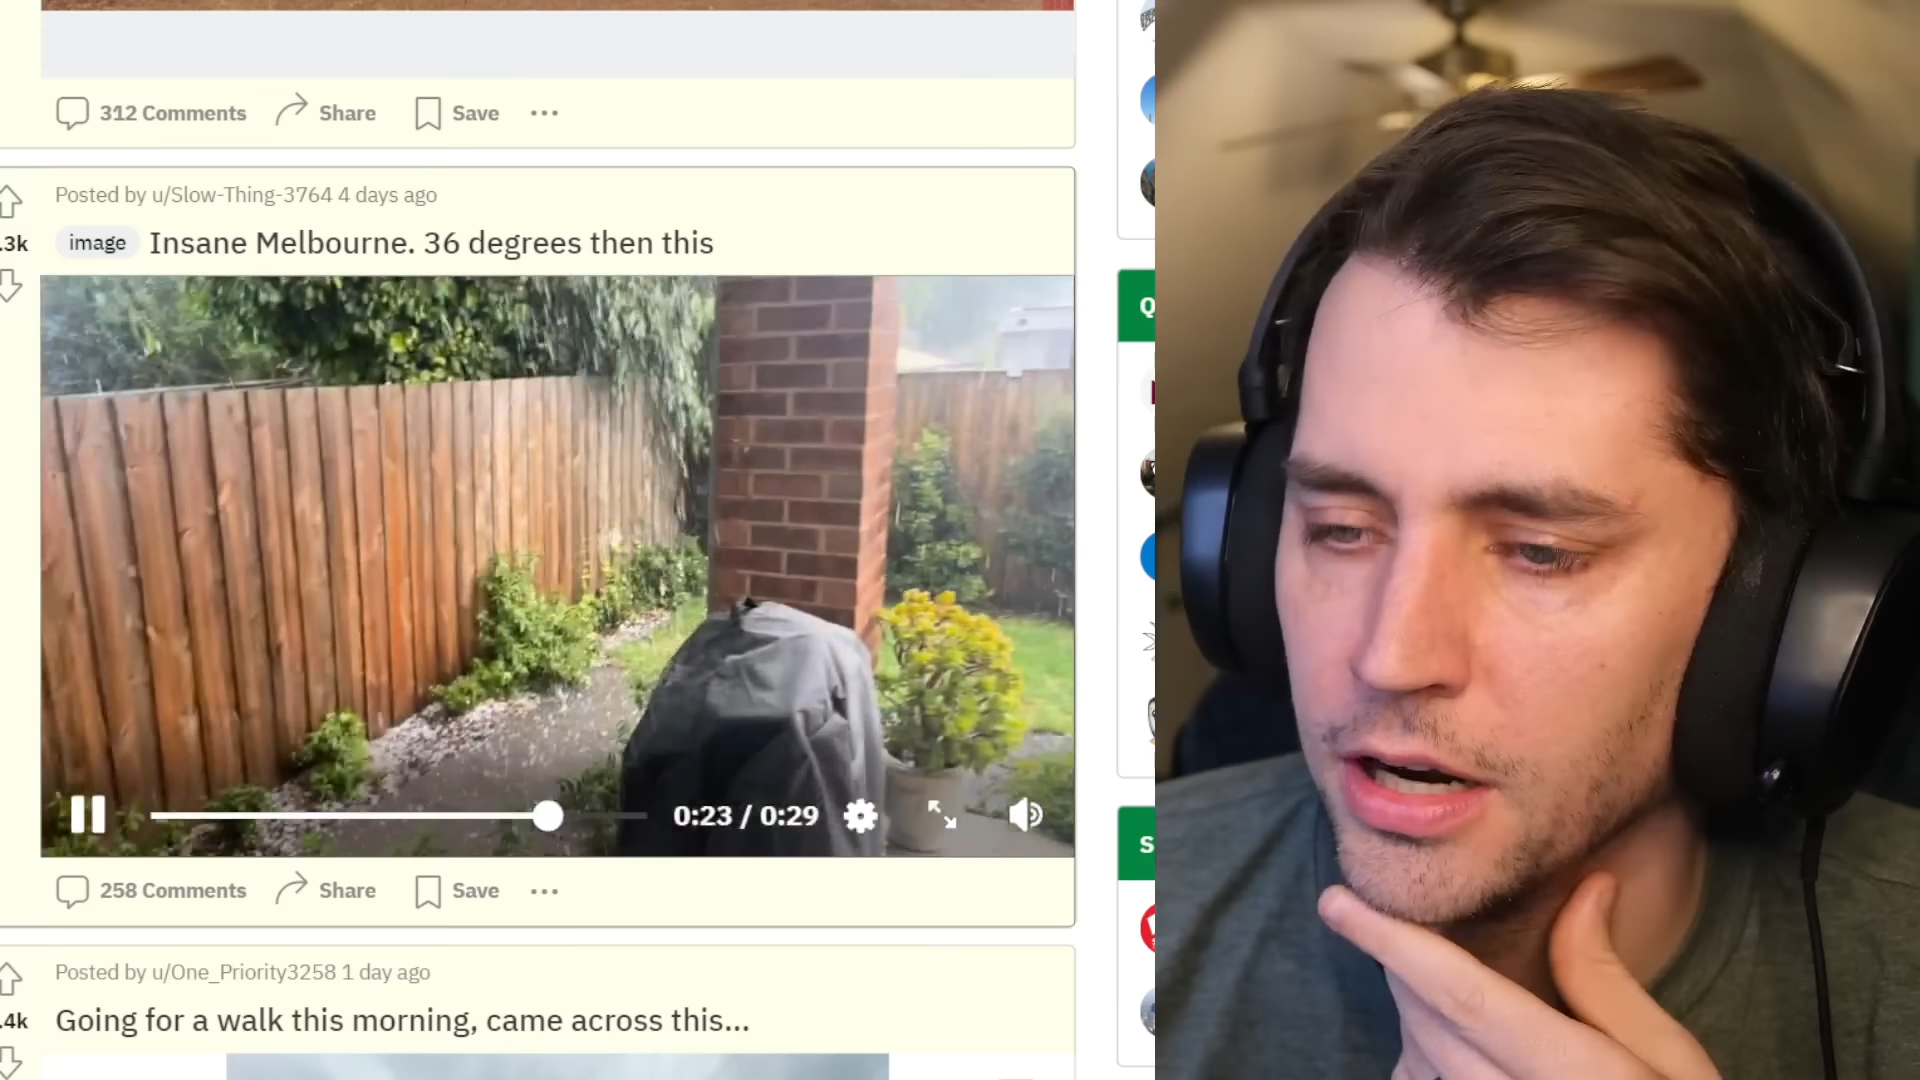 312 Comments Share Save
Posted by u/Slow-Thing-3764 4 days ago
.3k
image Insane Melbourne. 36 degrees then this
0:23 / 0:29
258 Comments Share Save
Posted by u/One_Priority3258 1 day ago
.4k
Going for a walk this morning, came across this...
Q
S